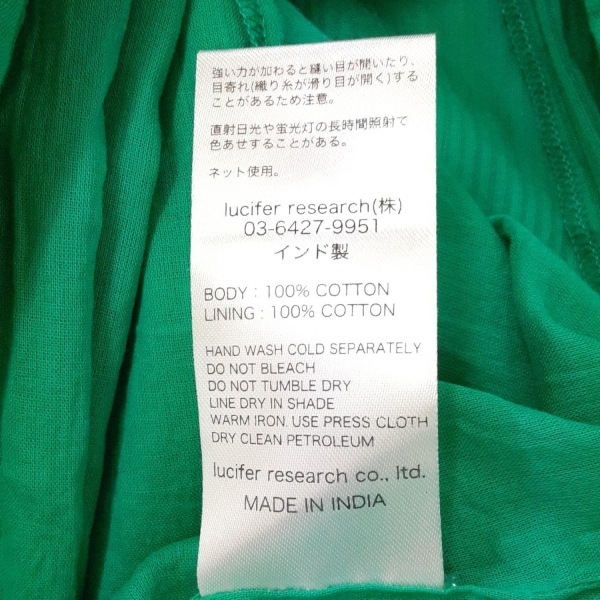 強い力が加わると縫い目が開いたり、
目寄れ(織り糸が滑り目が開く)する
ことがあるため注意。
直射日光や蛍光灯の長時間照射で
色あせすることがある。
ネット使用。
lucifer research(株)
03-6427-9951
インド製
BODY : 100% COTTON
LINING : 100% COTTON
HAND WASH COLD SEPARATELY
DO NOT BLEACH
DO NOT TUMBLE DRY
LINE DRY IN SHADE
WARM IRON. USE PRESS CLOTH
DRY CLEAN PETROLEUM
lucifer research co., ltd.
MADE IN INDIA